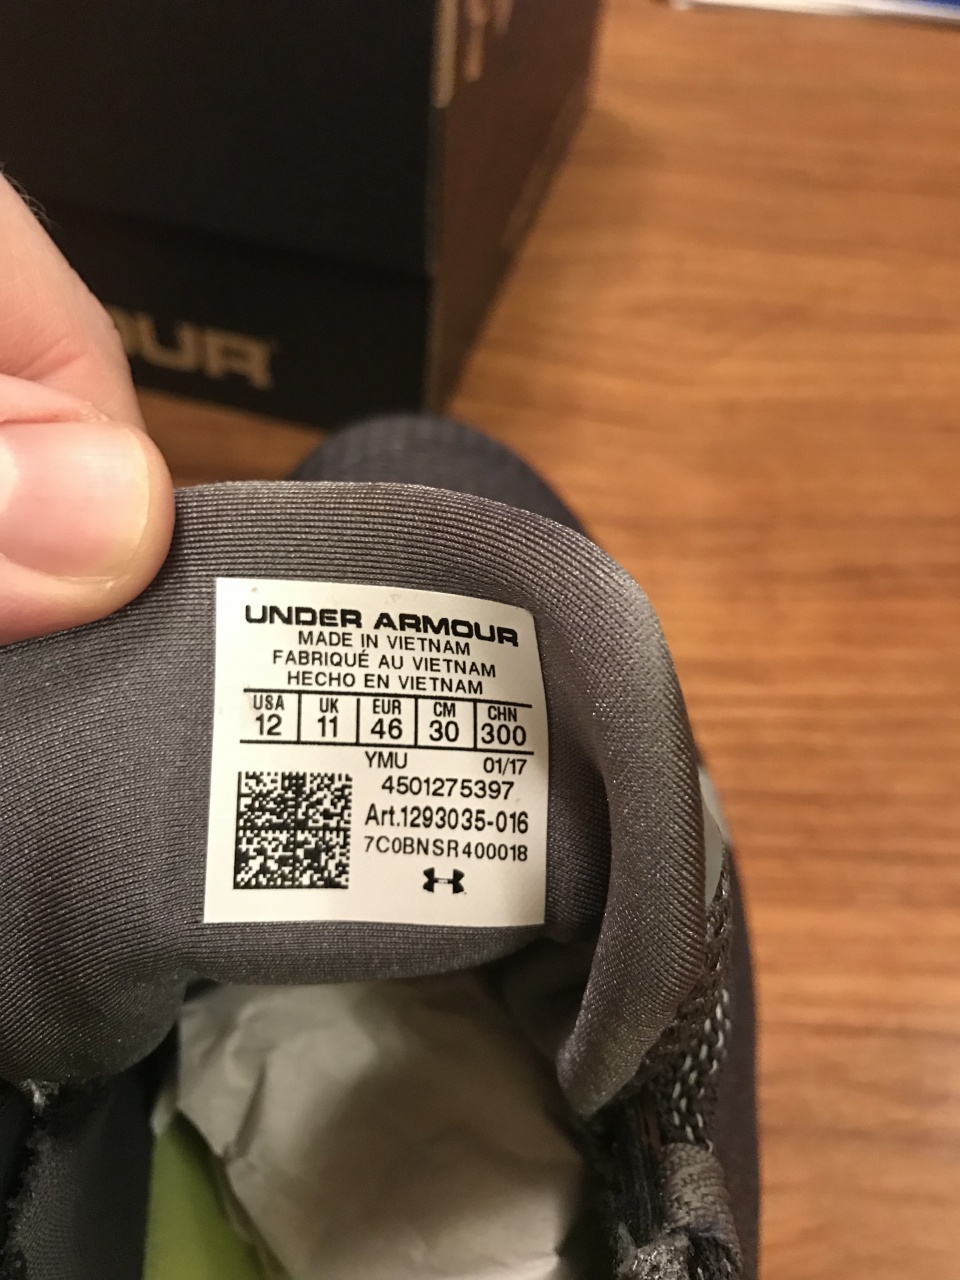 UNDER ARMOUR
MADE IN VIETNAM
FABRIQUÉ AU VIETNAM
HECHO EN VIETNAM
USA UK EUR CM CHN
12 11 46 30 300
YMU 01/17
4501275397
Art.1293035-016
7C0BNSR400018